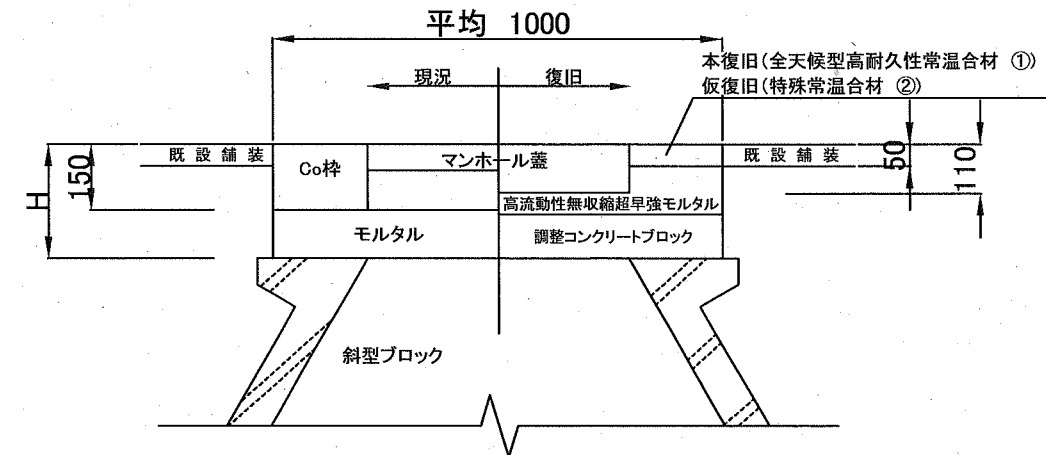 平均 1000
現況
復旧
本復旧(全天候型高耐久性常温合材 ①)
仮復旧(特殊常温合材 ②)
既設舗装
Co枠
マンホール蓋
既設舗装
50
110
150
H
高流動性無収縮超早強モルタル
モルタル
調整コンクリートブロック
斜型ブロック